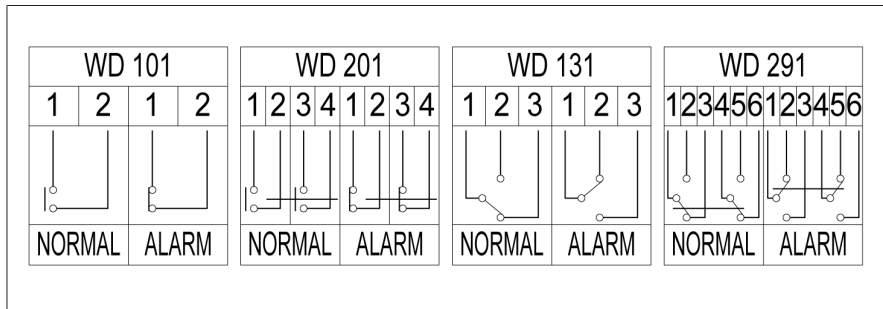 WD 101 WD 201 WD 131 WD 291
1 2 1 2 1 2 3 4 1 2 3 4 1 2 3 1 2 3 1 2 3 4 5 6 1 2 3 4 5 6
NORMAL ALARM NORMAL ALARM NORMAL ALARM NORMAL ALARM